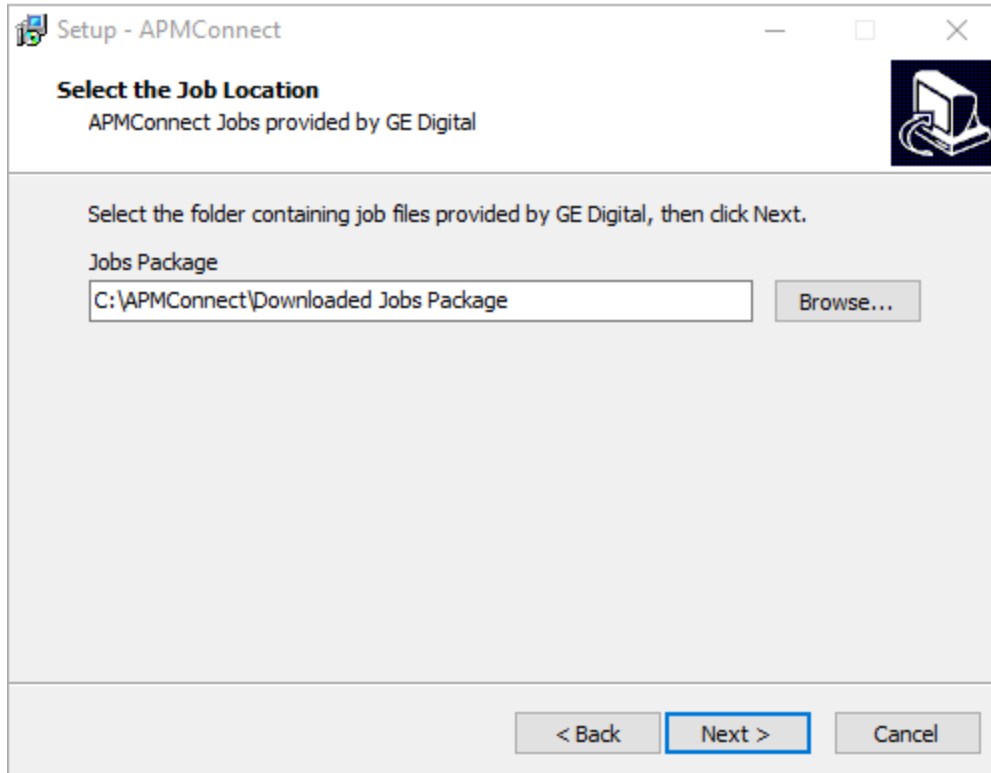 Setup - APMConnect
Select the Job Location
APMConnect Jobs provided by GE Digital
Select the folder containing job files provided by GE Digital, then click Next.
Jobs Package
C:\APMConnect\Downloaded Jobs Package
Browse...
< Back
Next >
Cancel